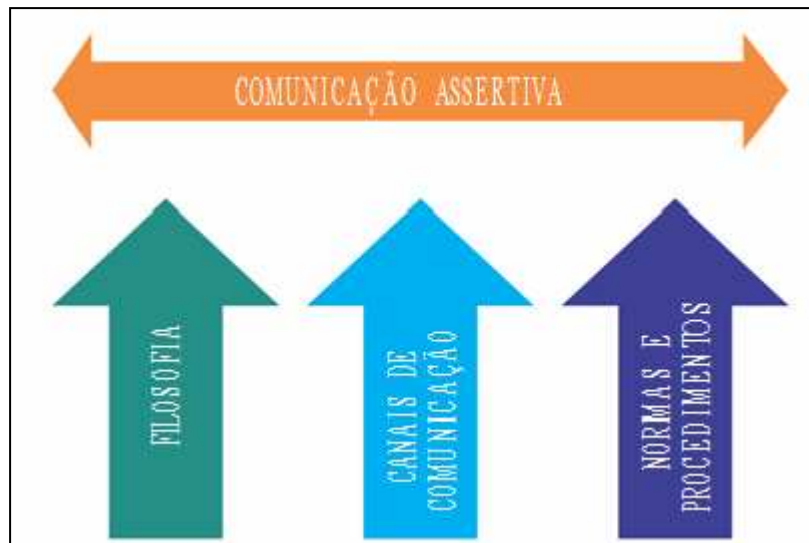 COMUNICAÇÃO ASSERTIVA
FILOSOFIA
CANAIS DE
COMUNICAÇÃO
NORMAS E
PROCEDIMENTOS